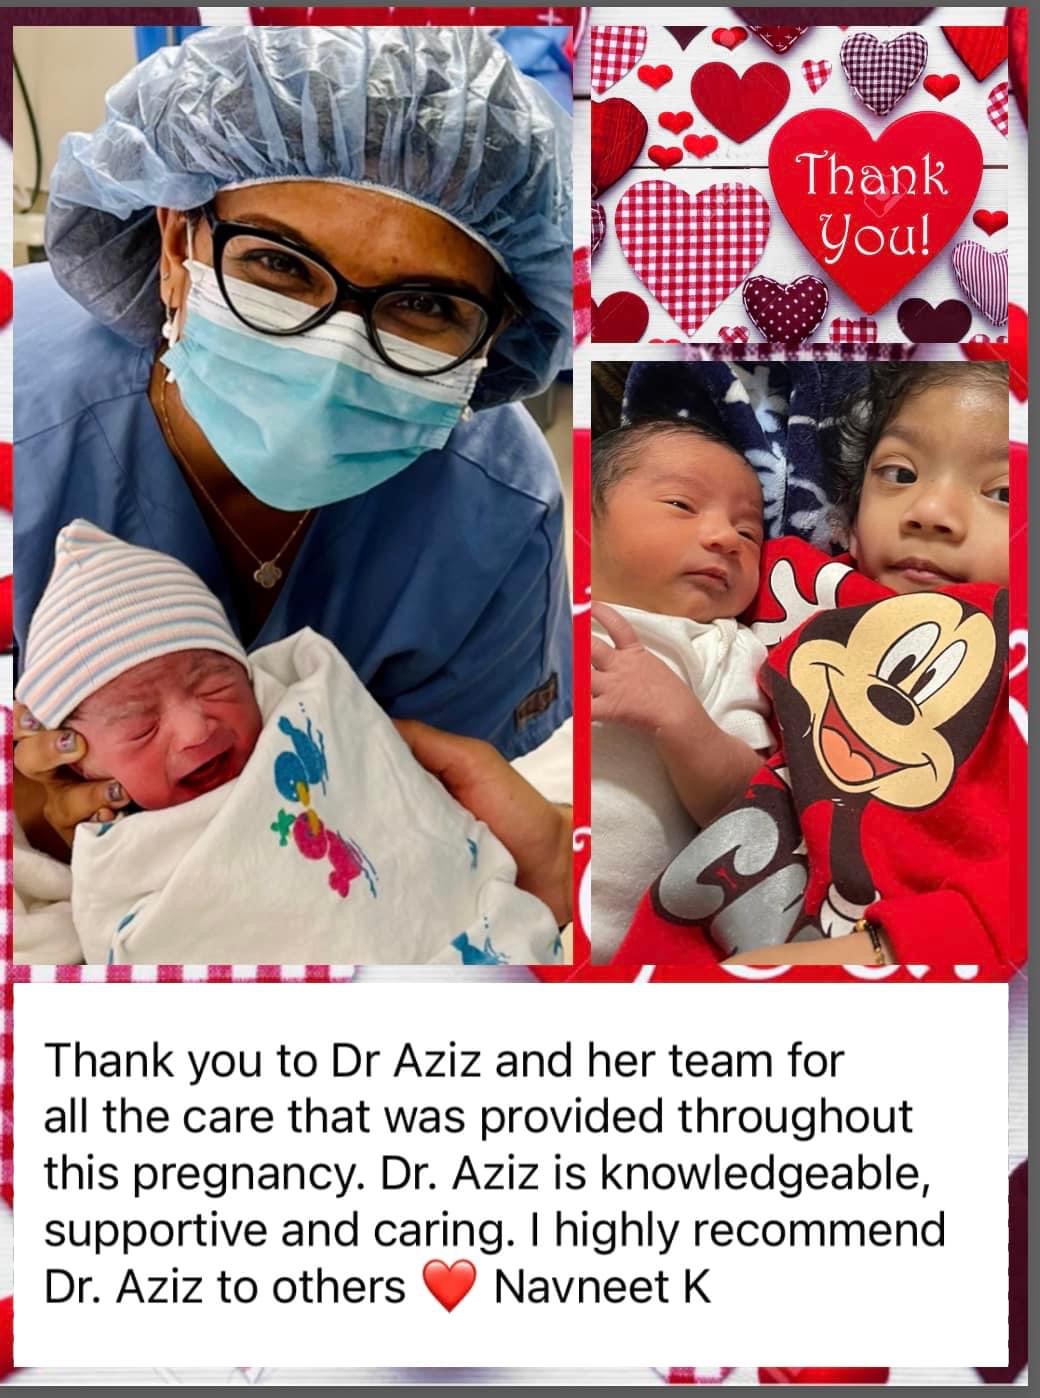 Thank
You!
Thank you to Dr Aziz and her team for
all the care that was provided throughout
this pregnancy. Dr. Aziz is knowledgeable,
supportive and caring. I highly recommend
Dr. Aziz to others ❤️ Navneet K